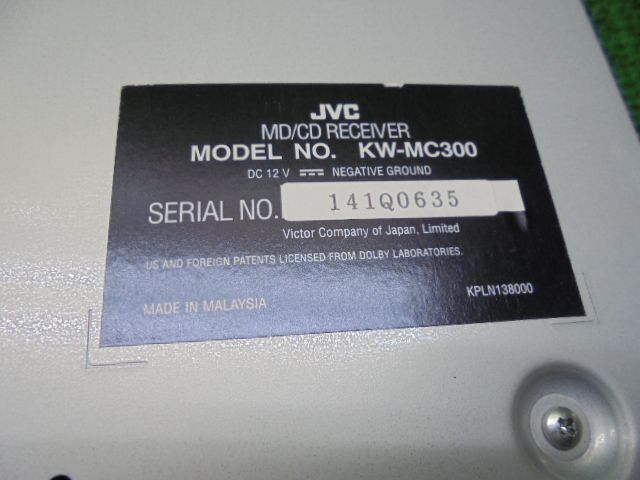 JVC
MD/CD RECEIVER
MODEL NO. KW-MC300
DC 12 V ⎓ NEGATIVE GROUND
SERIAL NO. 141Q0635
Victor Company of Japan, Limited
US AND FOREIGN PATENTS LICENSED FROM DOLBY LABORATORIES.
KPLN138000
MADE IN MALAYSIA